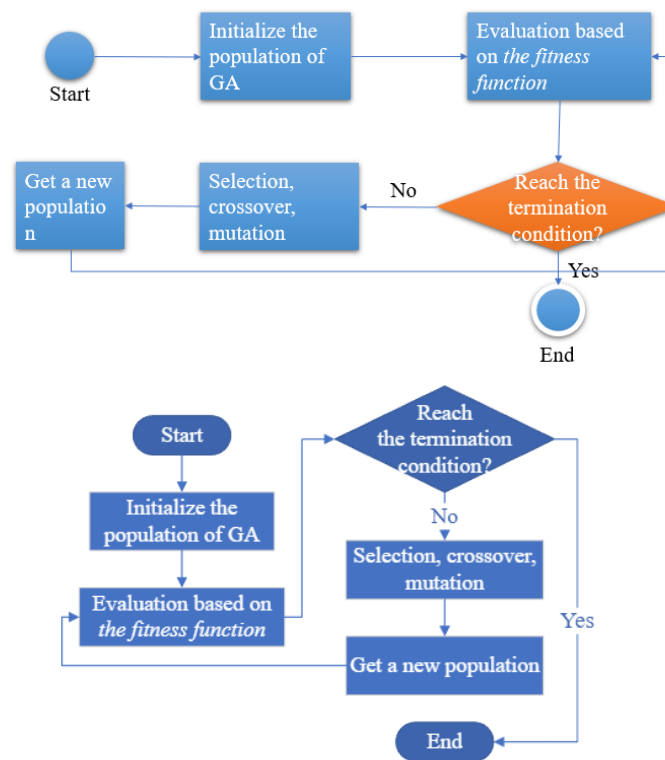 Initialize the
population of
GA
Evaluation based
on the fitness
function
Start
Get a new
populatio
n
Selection,
crossover,
mutation
No
Reach the
termination
condition?
Yes
End
Start
Reach
the termination
condition?
Initialize the
population of GA
No
Selection, crossover,
mutation
Evaluation based on
the fitness function
Yes
Get a new population
End